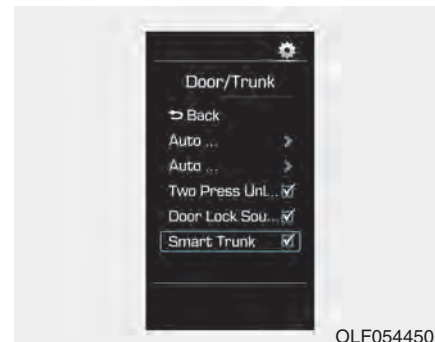 Door/Trunk
⮌ Back
Auto ...
Auto ...
Two Press Unl...
Door Lock Sou...
Smart Trunk
OLF054450